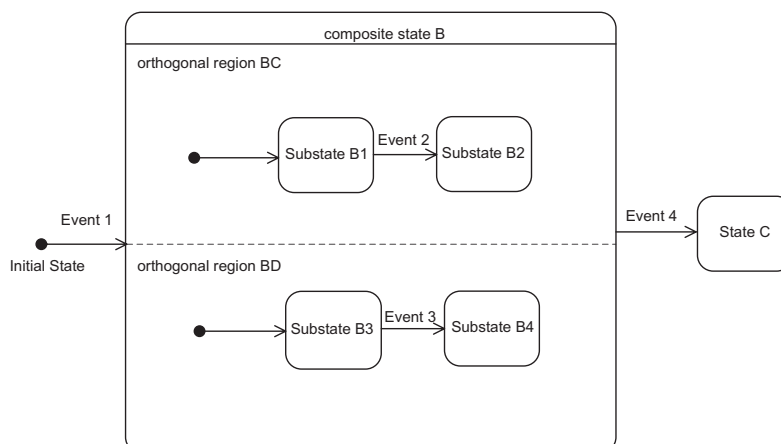 composite state B
orthogonal region BC
Event 2
Substate B1
Substate B2
Event 1
Initial State
Event 4
State C
orthogonal region BD
Event 3
Substate B3
Substate B4